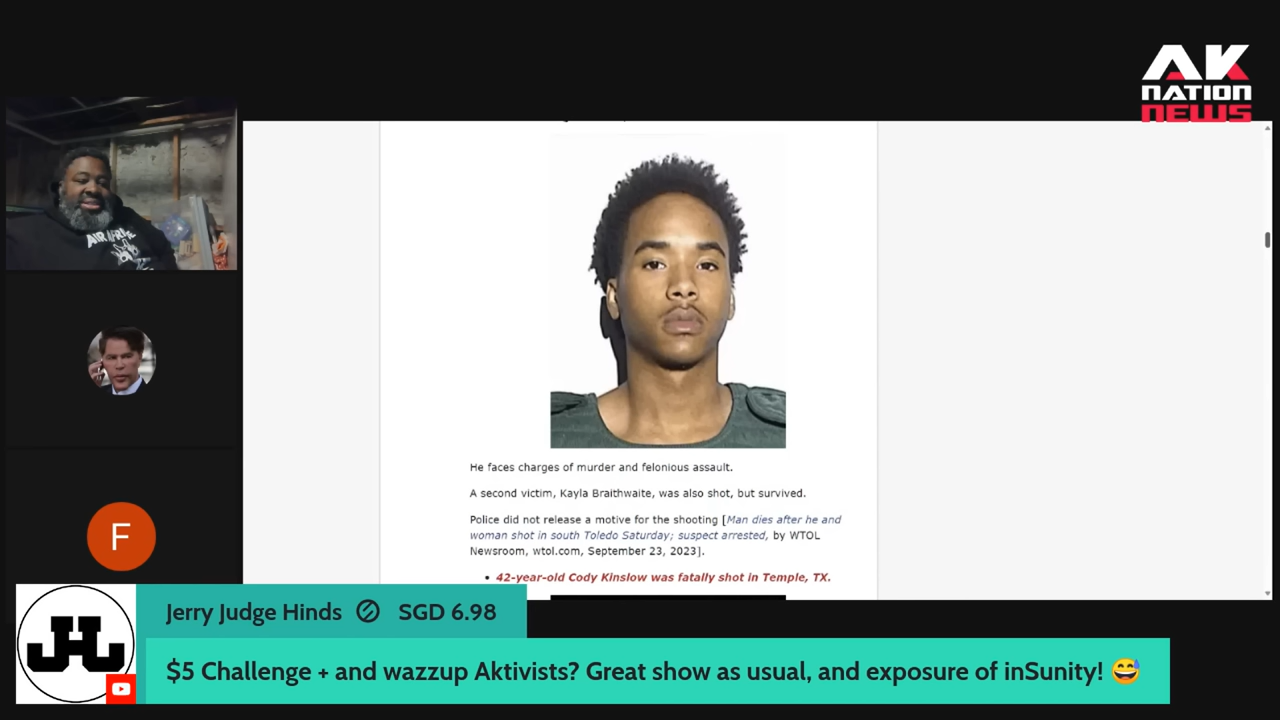 AK
NATION
NEWS
AIR
He faces charges of murder and felonious assault.
A second victim, Kayla Braithwaite, was also shot, but survived.
Police did not release a motive for the shooting [Man dies after he and
woman shot in south Toledo Saturday; suspect arrested, by WTOL
Newsroom, wtol.com, September 23, 2023].
• 42-year-old Cody Kinslow was fatally shot in Temple, TX.
F
JHJ
Jerry Judge Hinds SGD 6.98
$5 Challenge + and wazzup Aktivists? Great show as usual, and exposure of inSunity! 😅